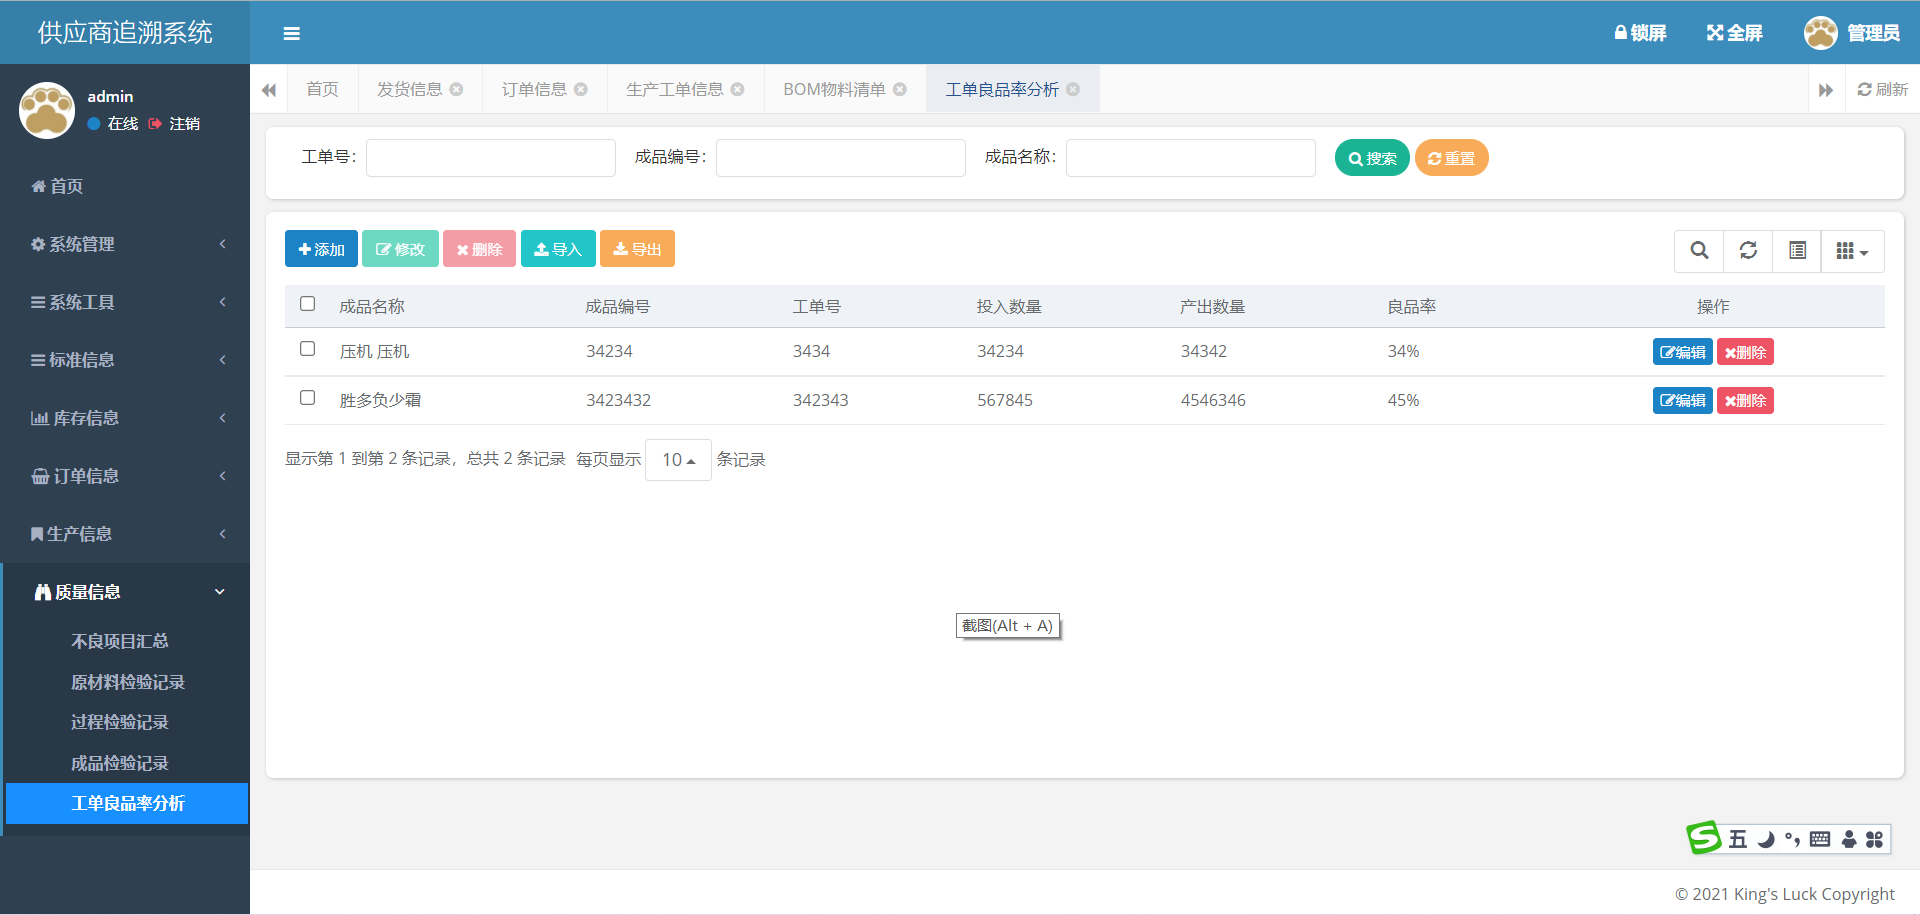 供应商追溯系统
锁屏 全屏 管理员
admin
在线 注销
首页 发货信息 订单信息 生产工单信息 BOM物料清单 工单良品率分析 刷新
首页
系统管理
系统工具
标准信息
库存信息
订单信息
生产信息
质量信息
不良项目汇总
原材料检验记录
过程检验记录
成品检验记录
工单良品率分析
工单号： 成品编号： 成品名称： 搜索 重置
添加 修改 删除 导入 导出
成品名称 成品编号 工单号 投入数量 产出数量 良品率 操作
压机 压机 34234 3434 34234 34342 34% 编辑 删除
胜多负少霜 3423432 342343 567845 4546346 45% 编辑 删除
显示第 1 到第 2 条记录，总共 2 条记录 每页显示 10 条记录
截图(Alt + A)
五
© 2021 King's Luck Copyright